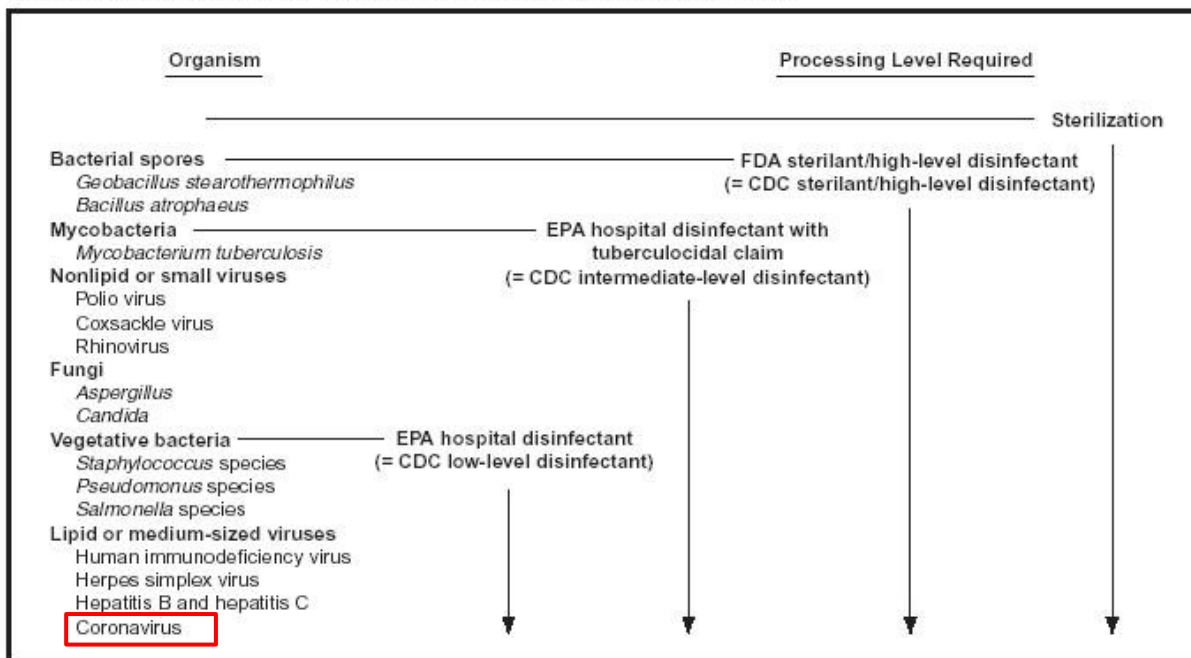 Organism Processing Level Required
Sterilization
Bacterial spores FDA sterilant/high-level disinfectant
Geobacillus stearothermophilus (= CDC sterilant/high-level disinfectant)
Bacillus atrophaeus
Mycobacteria EPA hospital disinfectant with
Mycobacterium tuberculosis tuberculocidal claim
Nonlipid or small viruses (= CDC intermediate-level disinfectant)
Polio virus
Coxsackle virus
Rhinovirus
Fungi
Aspergillus
Candida
Vegetative bacteria EPA hospital disinfectant
Staphylococcus species (= CDC low-level disinfectant)
Pseudomonus species
Salmonella species
Lipid or medium-sized viruses
Human immunodeficiency virus
Herpes simplex virus
Hepatitis B and hepatitis C
Coronavirus